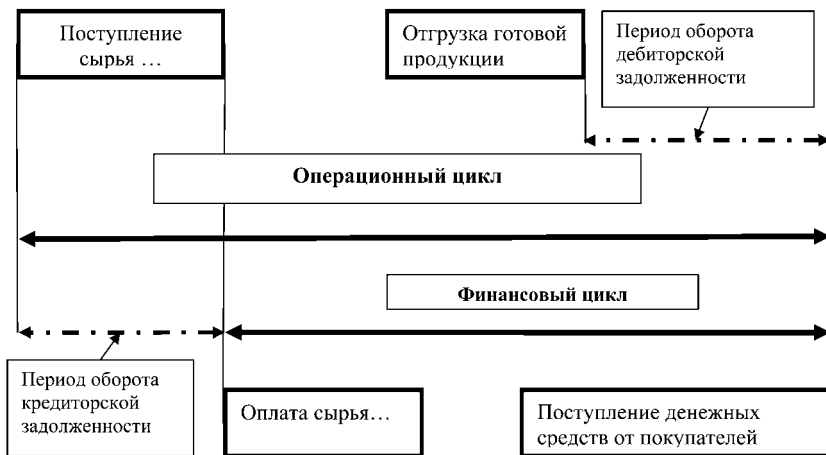 Поступление
сырья …
Отгрузка готовой
продукции
Период оборота
дебиторской
задолженности
Операционный цикл
Финансовый цикл
Период оборота
кредиторской
задолженности
Оплата сырья…
Поступление денежных
средств от покупателей